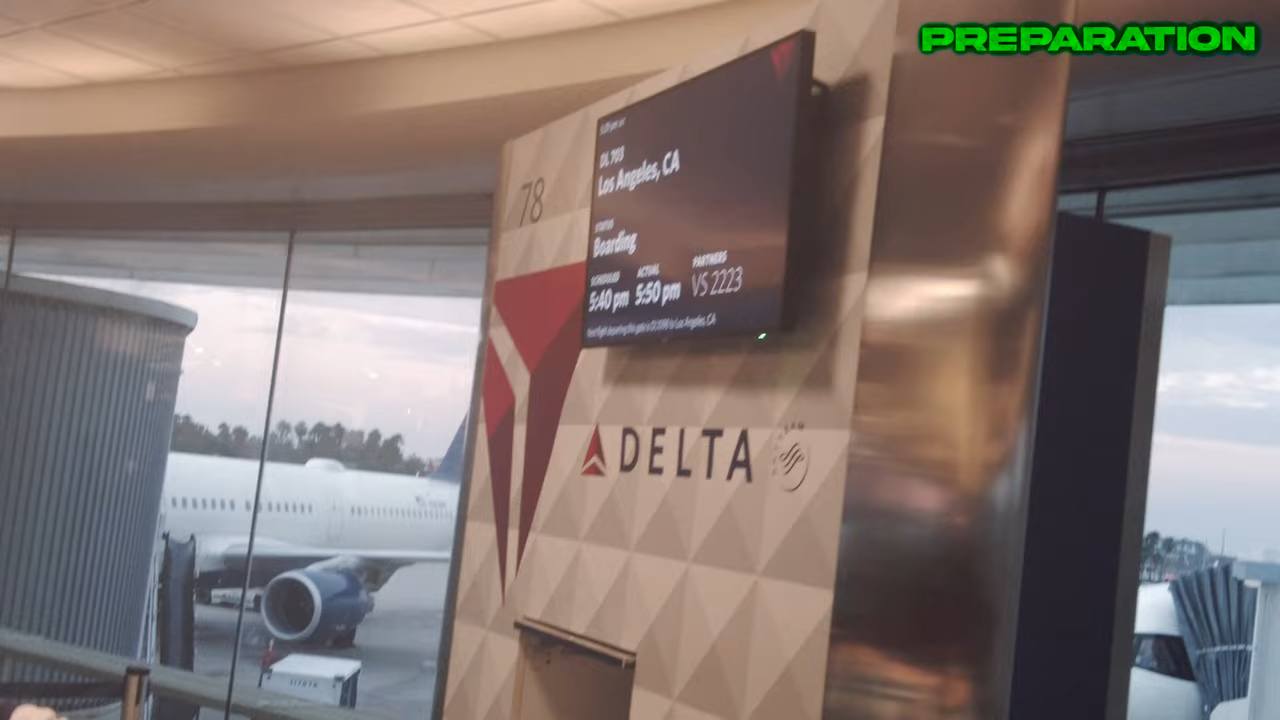 PREPARATION
78
DL 703
Los Angeles, CA
STATUS
Boarding
SCHEDULED ACTUAL PARTNERS
5:40 pm 5:50 pm VS 2223
DELTA